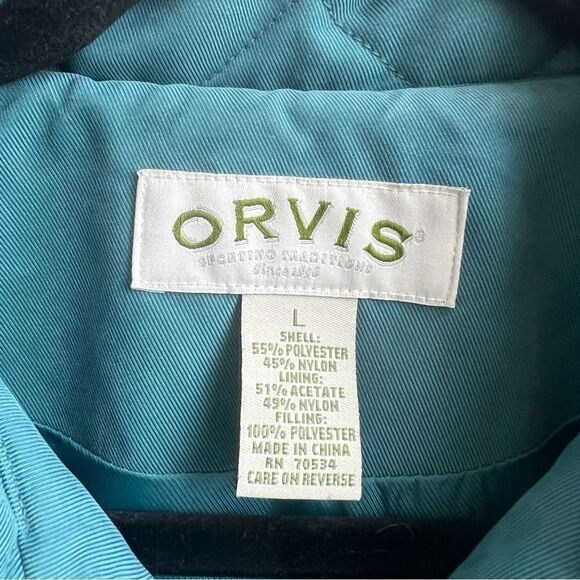 ORVIS®
SPORTING TRADITIONS
Since 1856
L
SHELL:
55% POLYESTER
45% NYLON
LINING:
51% ACETATE
49% NYLON
FILLING:
100% POLYESTER
MADE IN CHINA
RN 70534
CARE ON REVERSE